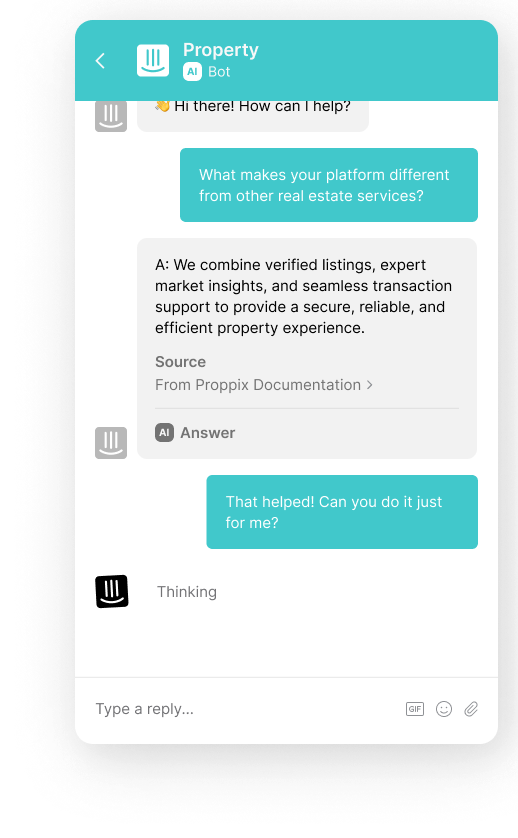 Property
AI Bot
👋 Hi there! How can I help?
What makes your platform different
from other real estate services?
A: We combine verified listings, expert
market insights, and seamless transaction
support to provide a secure, reliable, and
efficient property experience.
Source
From Proppix Documentation >
AI Answer
That helped! Can you do it just
for me?
Thinking
Type a reply...
GIF